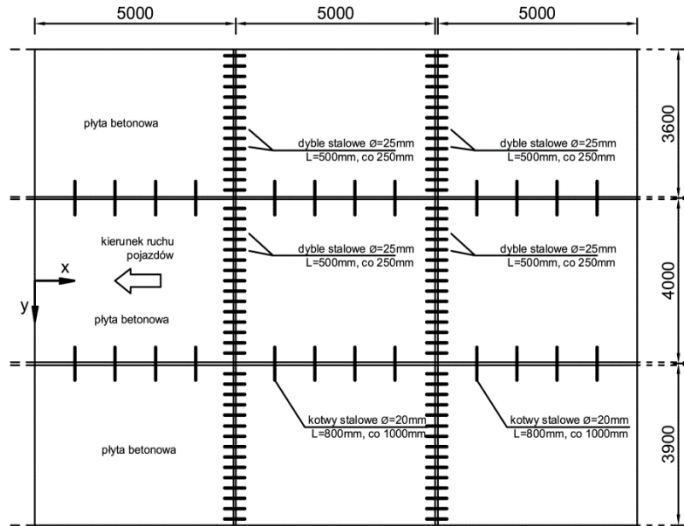 5000 5000 5000
płyta betonowa
dyble stalowe Ø=25mm
L=500mm, co 250mm
dyble stalowe Ø=25mm
L=500mm, co 250mm
3600
kierunek ruchu
pojazdów
dyble stalowe Ø=25mm
L=500mm, co 250mm
dyble stalowe Ø=25mm
L=500mm, co 250mm
x
y
płyta betonowa
4000
kotwy stalowe Ø=20mm
L=800mm, co 1000mm
kotwy stalowe Ø=20mm
L=800mm, co 1000mm
płyta betonowa
3900